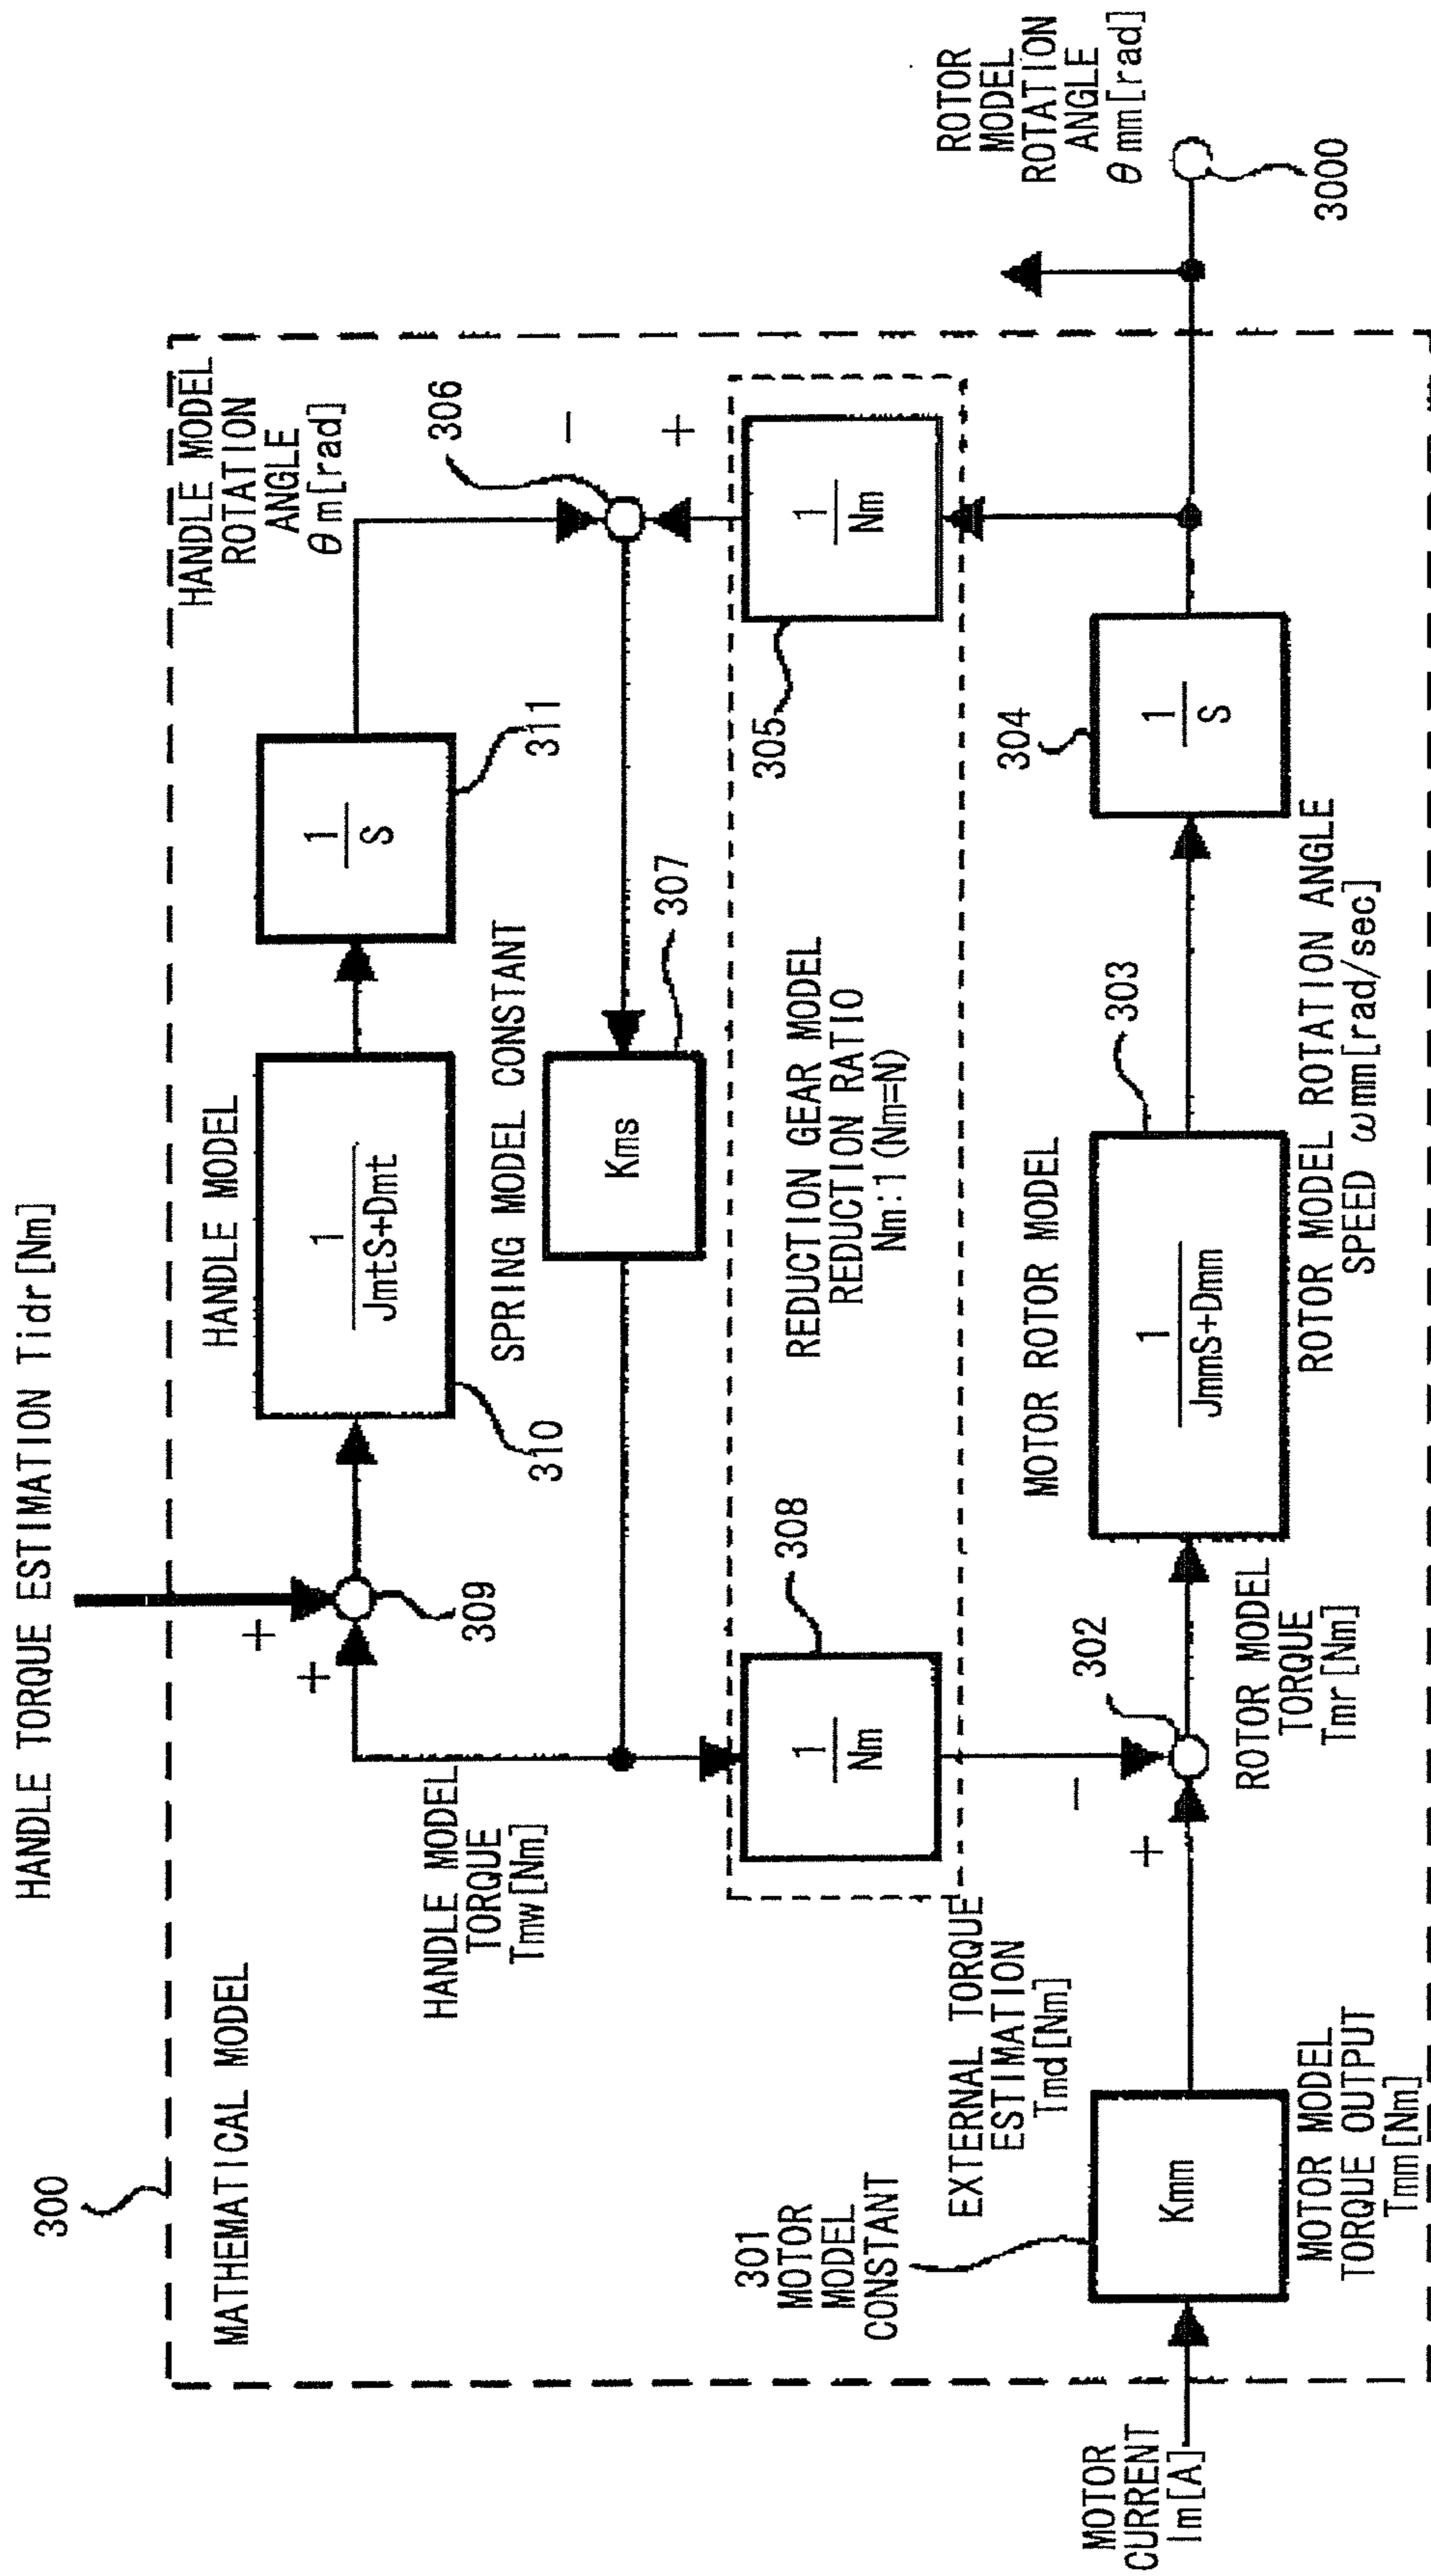 HANDLE TORQUE ESTIMATION Tidr[Nm]
300
MATHEMATICAL MODEL
HANDLE MODEL
TORQUE
Tmw[Nm]
+
+
309
HANDLE MODEL
1
JmtS+Dmt
310
1
S
311
HANDLE MODEL
ROTATION
ANGLE
θm[rad]
306
−
+
SPRING MODEL CONSTANT
Kms
307
308
1
Nm
REDUCTION GEAR MODEL
REDUCTION RATIO
Nm:1(Nm=N)
305
1
Nm
301
MOTOR
MODEL
CONSTANT
EXTERNAL TORQUE
ESTIMATION
Tmd[Nm]
MOTOR
CURRENT
Im[A]
Kmm
MOTOR MODEL
TORQUE OUTPUT
Tmm[Nm]
+
−
302
ROTOR MODEL
TORQUE
Tmr[Nm]
MOTOR ROTOR MODEL
303
1
JmmS+Dmm
ROTOR MODEL ROTATION ANGLE
SPEED ωmm[rad/sec]
304
1
S
ROTOR
MODEL
ROTATION
ANGLE
θmm[rad]
3000